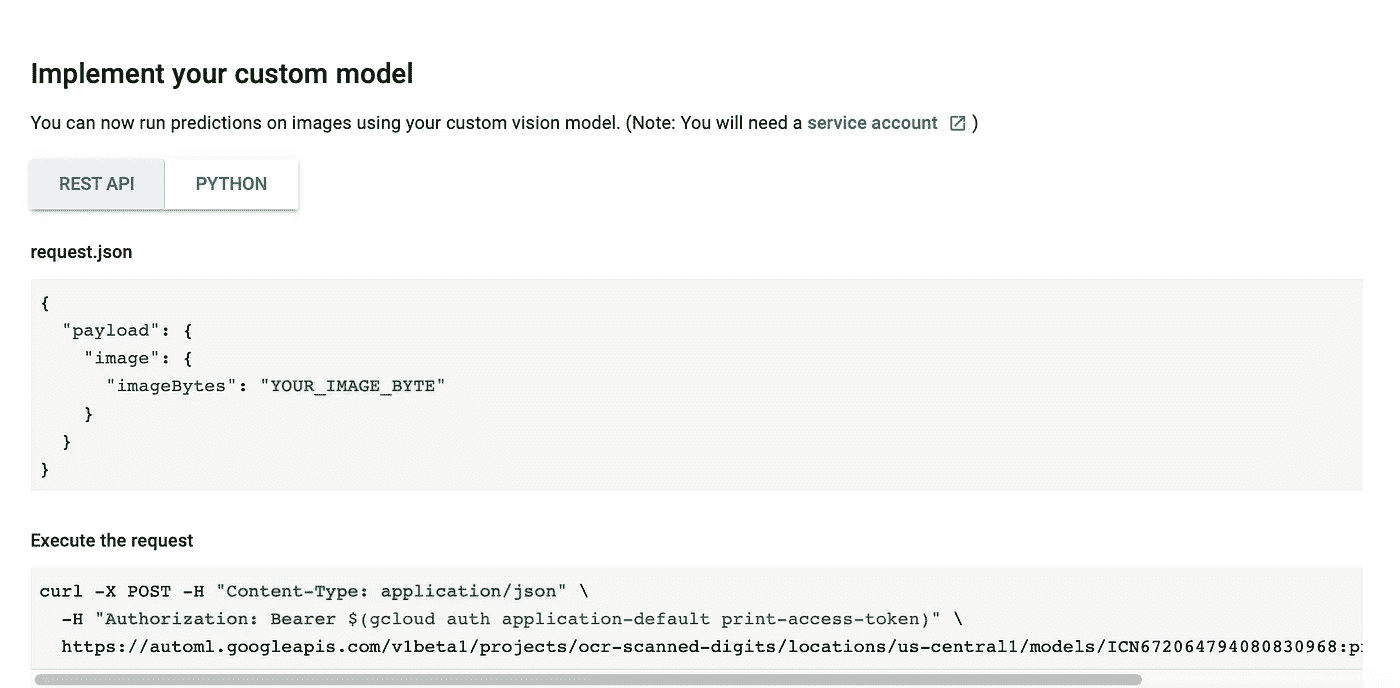 Implement your custom model
You can now run predictions on images using your custom vision model. (Note: You will need a service account )
REST API PYTHON
request.json
{
"payload": {
"image": {
"imageBytes": "YOUR_IMAGE_BYTE"
}
}
}
Execute the request
curl -X POST -H "Content-Type: application/json" \
-H "Authorization: Bearer $(gcloud auth application-default print-access-token)" \
https://automl.googleapis.com/v1beta1/projects/ocr-scanned-digits/locations/us-central1/models/ICN672064794080830968:p